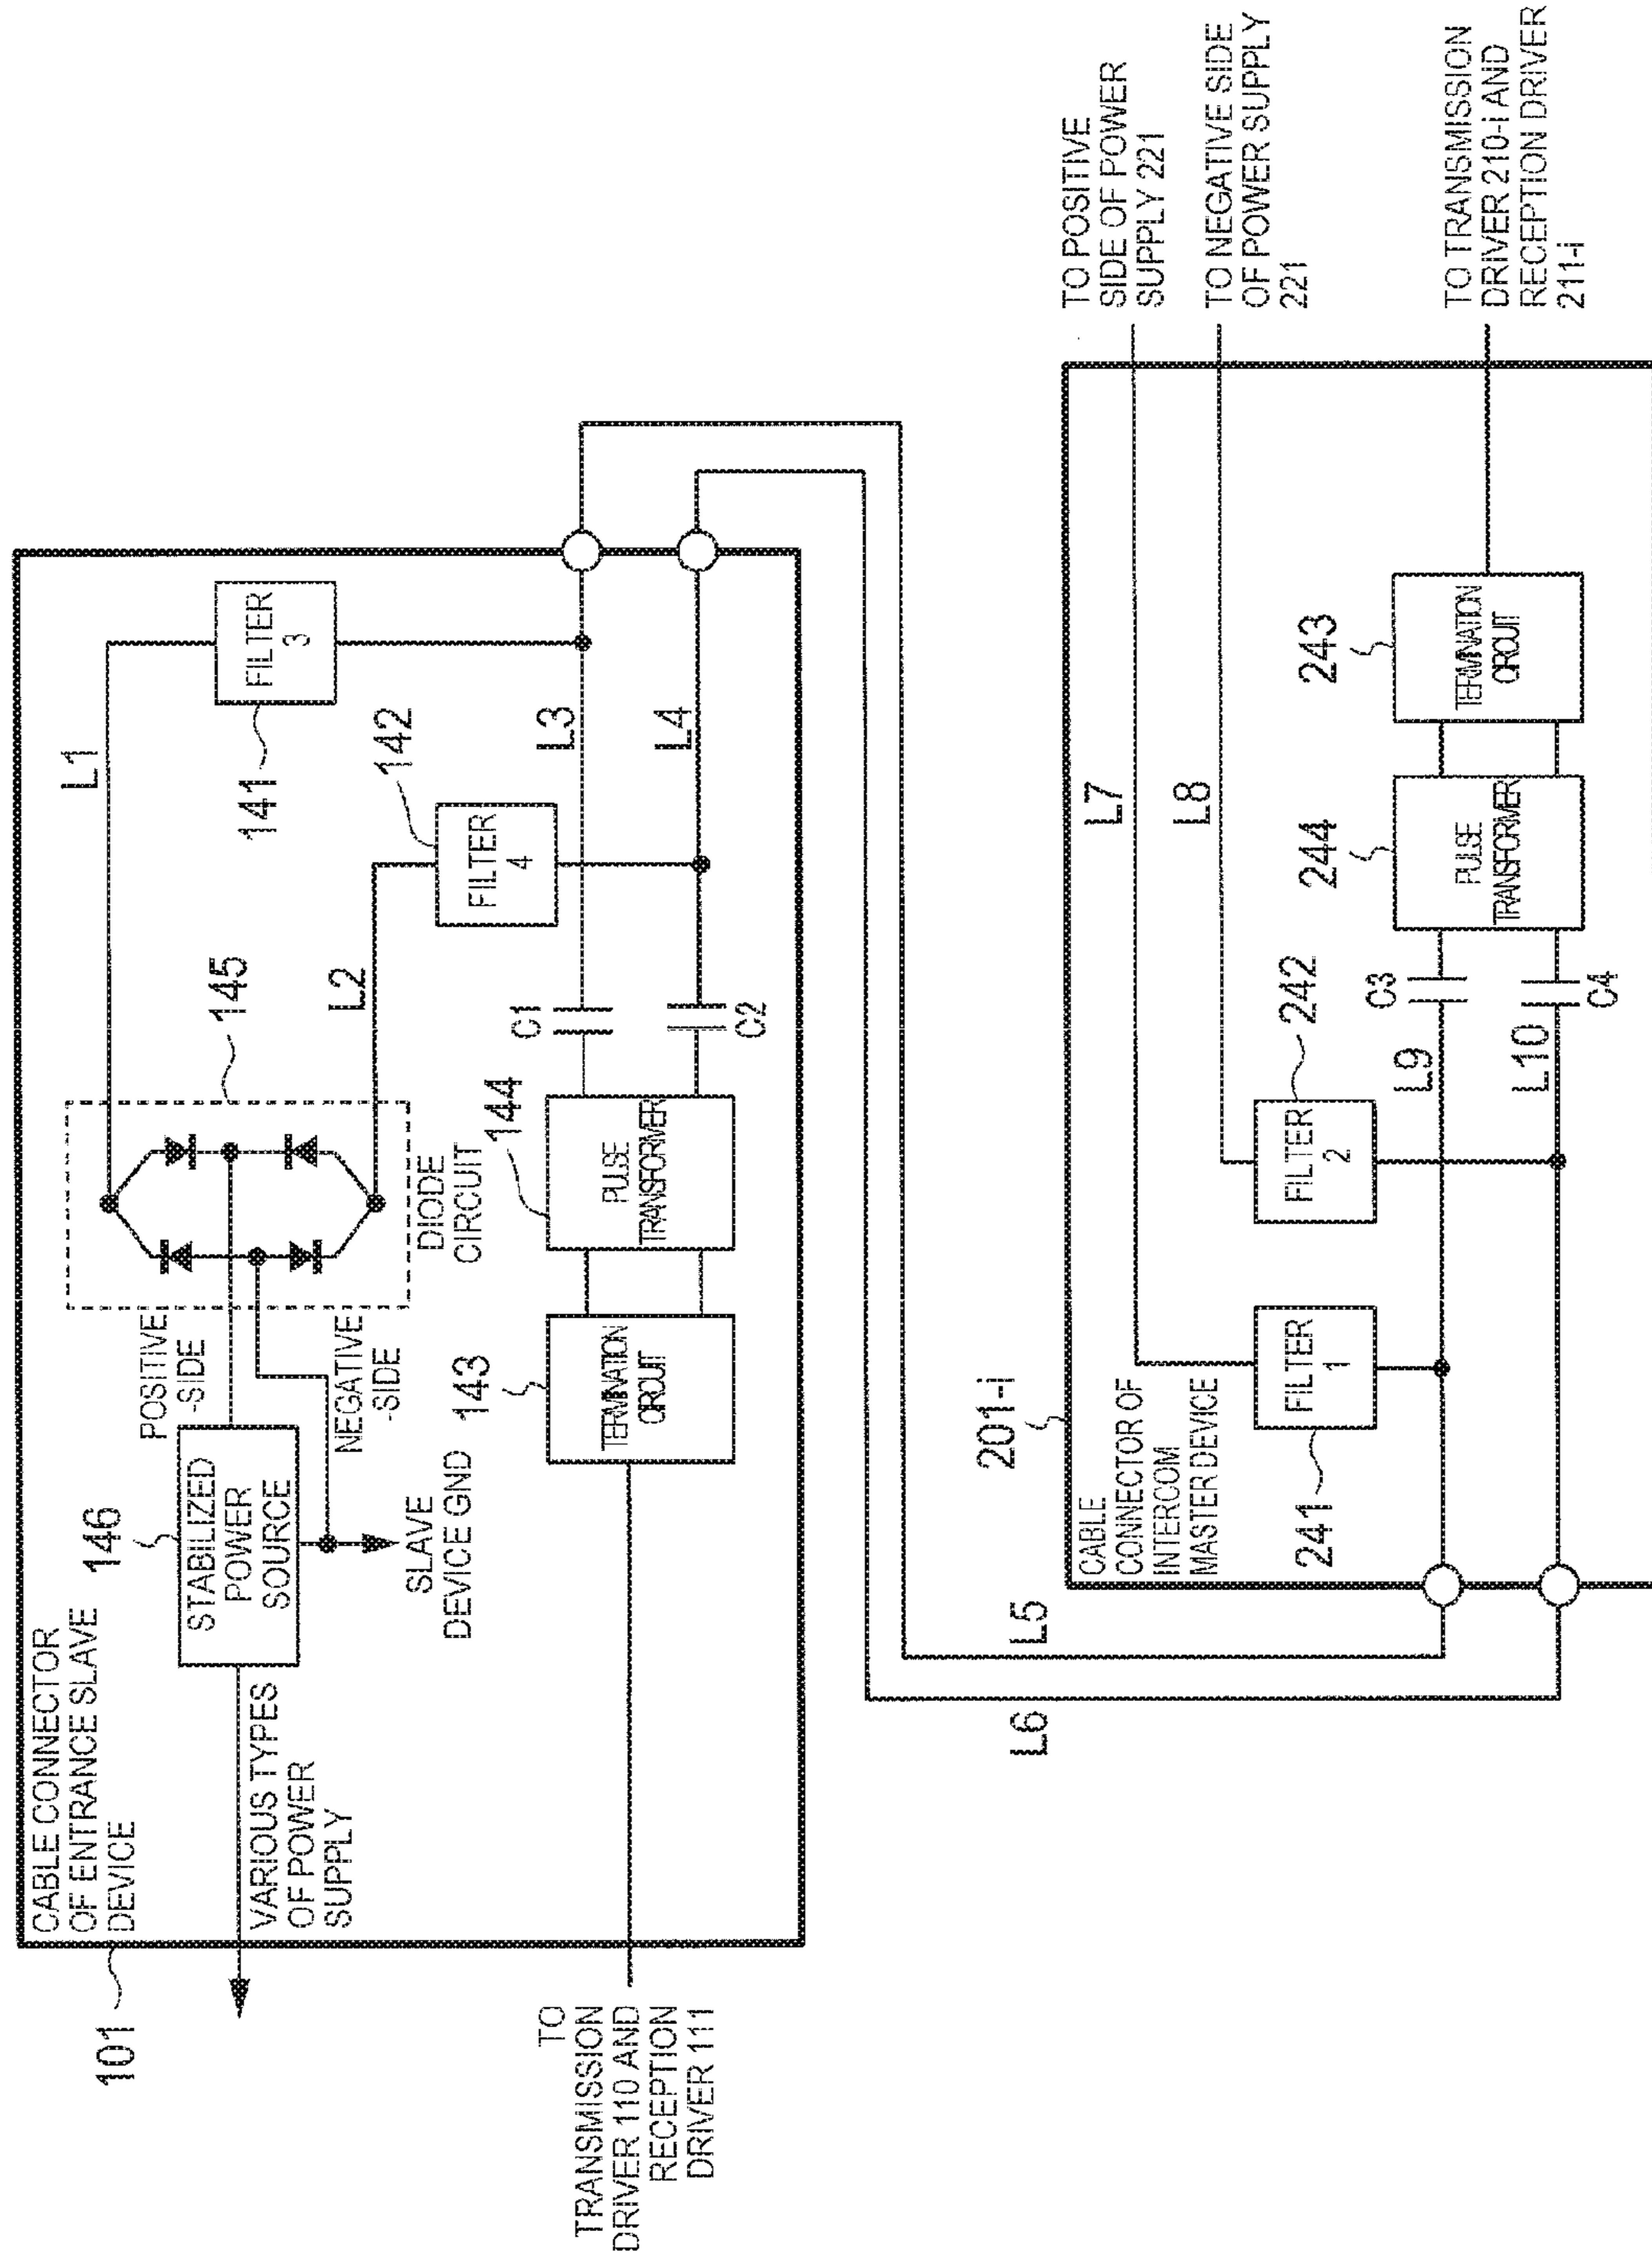 CABLE CONNECTOR
OF ENTRANCE SLAVE
DEVICE
101
146
STABILIZED
POWER
SOURCE
VARIOUS TYPES
OF POWER
SUPPLY
POSITIVE
-SIDE
NEGATIVE
-SIDE
SLAVE
DEVICE GND
145
DIODE
CIRCUIT
L1
L2
FILTER
3
141
FILTER
4
142
L3
L4
C1
C2
144
PULSE
TRANSFORMER
143
TERMINATION
CIRCUIT
TO
TRANSMISSION
DRIVER 110 AND
RECEPTION
DRIVER 111
L5
L6
201-i
CABLE
CONNECTOR OF
INTERCOM
MASTER DEVICE
FILTER
1
241
FILTER
2
242
L7
L8
L9
L10
C3
C4
244
PULSE
TRANSFORMER
243
TERMINATION
CIRCUIT
TO POSITIVE
SIDE OF POWER
SUPPLY 221
TO NEGATIVE SIDE
OF POWER SUPPLY
221
TO TRANSMISSION
DRIVER 210-i AND
RECEPTION DRIVER
211-i